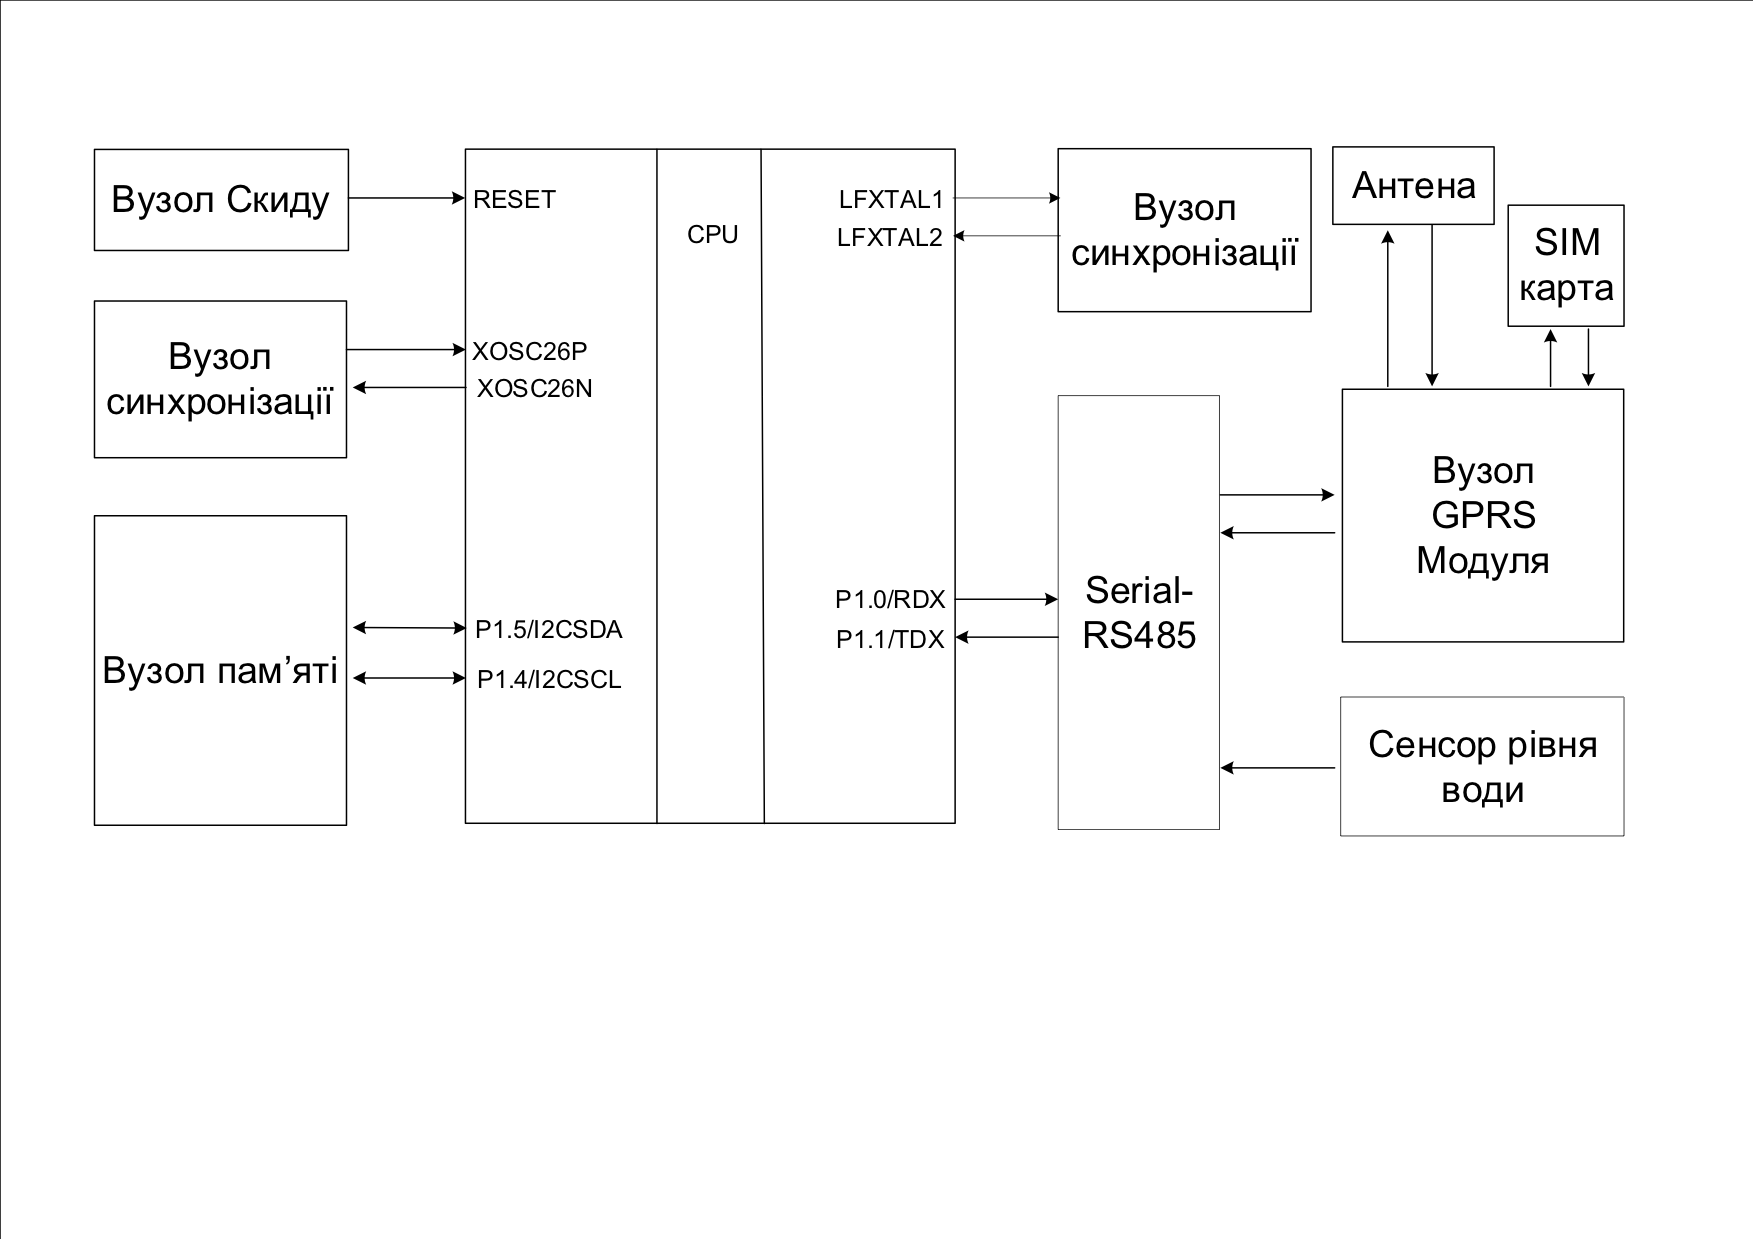 Вузол Скиду
RESET
CPU
LFXTAL1
LFXTAL2
Вузол
синхронізації
Антена
SIM
карта
Вузол
синхронізації
XOSC26P
XOSC26N
Вузол
GPRS
Модуля
Вузол пам’яті
P1.5/I2CSDA
P1.4/I2CSCL
P1.0/RDX
P1.1/TDX
Serial-
RS485
Сенсор рівня
води